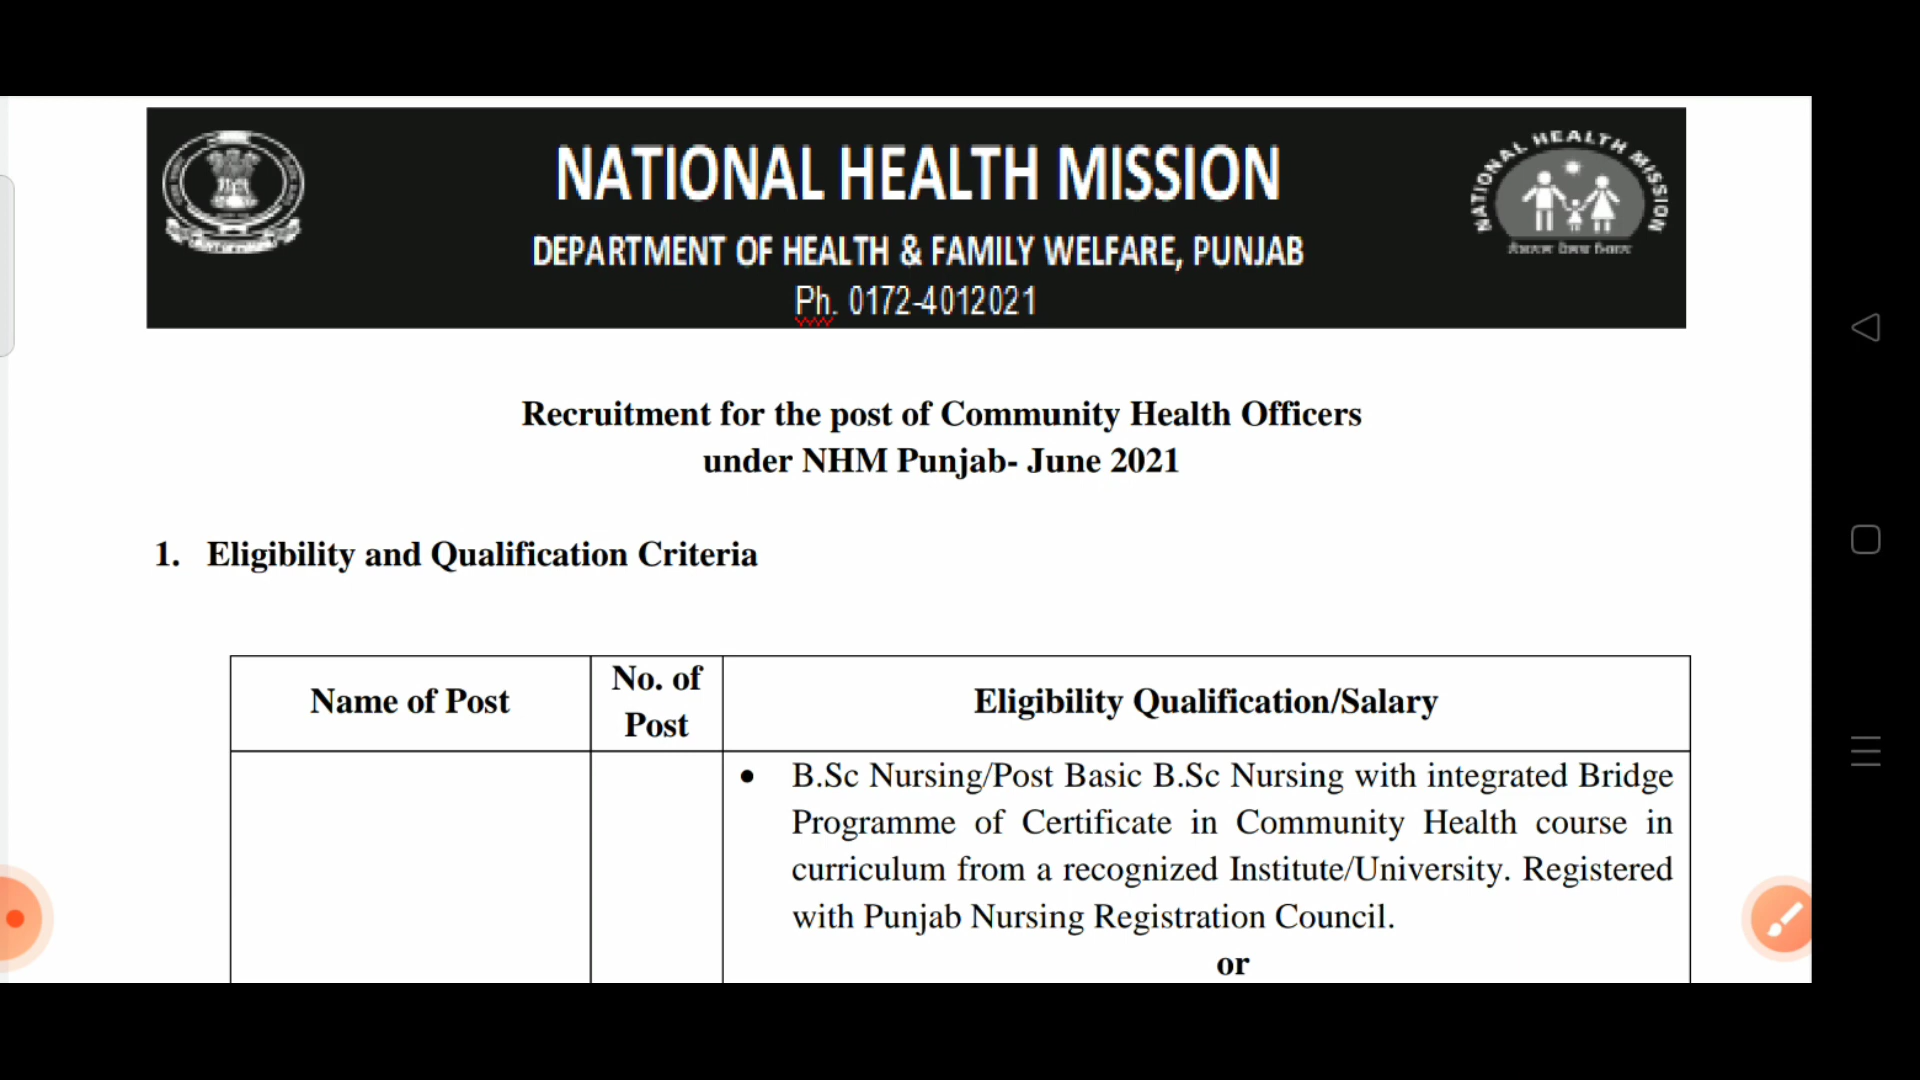 NATIONAL HEALTH MISSION
DEPARTMENT OF HEALTH & FAMILY WELFARE, PUNJAB
Ph. 0172-4012021
NATIONAL HEALTH MISSION
Recruitment for the post of Community Health Officers
under NHM Punjab- June 2021
1. Eligibility and Qualification Criteria
Name of Post
No. of
Post
Eligibility Qualification/Salary
• B.Sc Nursing/Post Basic B.Sc Nursing with integrated Bridge
Programme of Certificate in Community Health course in
curriculum from a recognized Institute/University. Registered
with Punjab Nursing Registration Council.
or